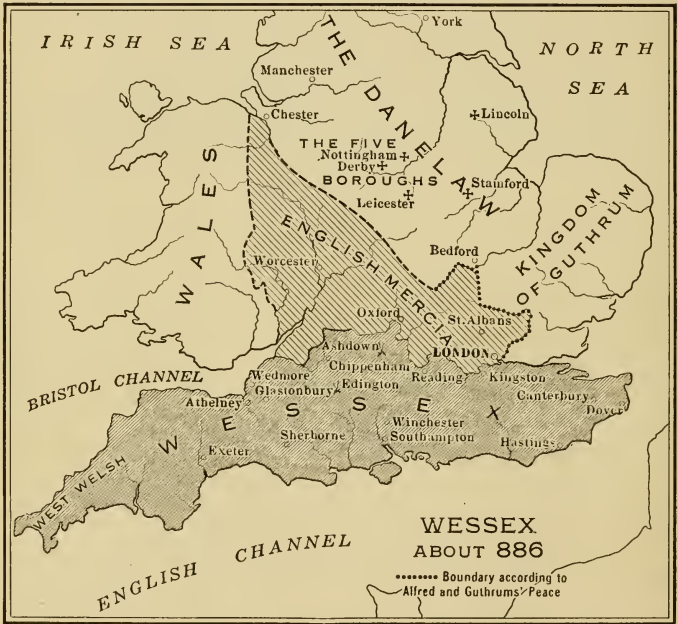 IRISH SEA
NORTH SEA
York
Manchester
THE DANELAW
Chester
Lincoln
THE FIVE
Nottingham
Derby
BOROUGHS
Stamford
Leicester
WALES
ENGLISH MERCIA
KINGDOM
OF GUTHRUM
Bedford
Worcester
Oxford
St. Albans
LONDON
Ashdown
Chippenham
BRISTOL CHANNEL
Wedmore
Glastonbury
Edington
Reading
Kingston
Canterbury
Dover
Athelney
WESSEX
Winchester
Southampton
Sherborne
Hastings
Exeter
WEST WELSH
ENGLISH CHANNEL
WESSEX
ABOUT 886
Boundary according to
Alfred and Guthrums' Peace